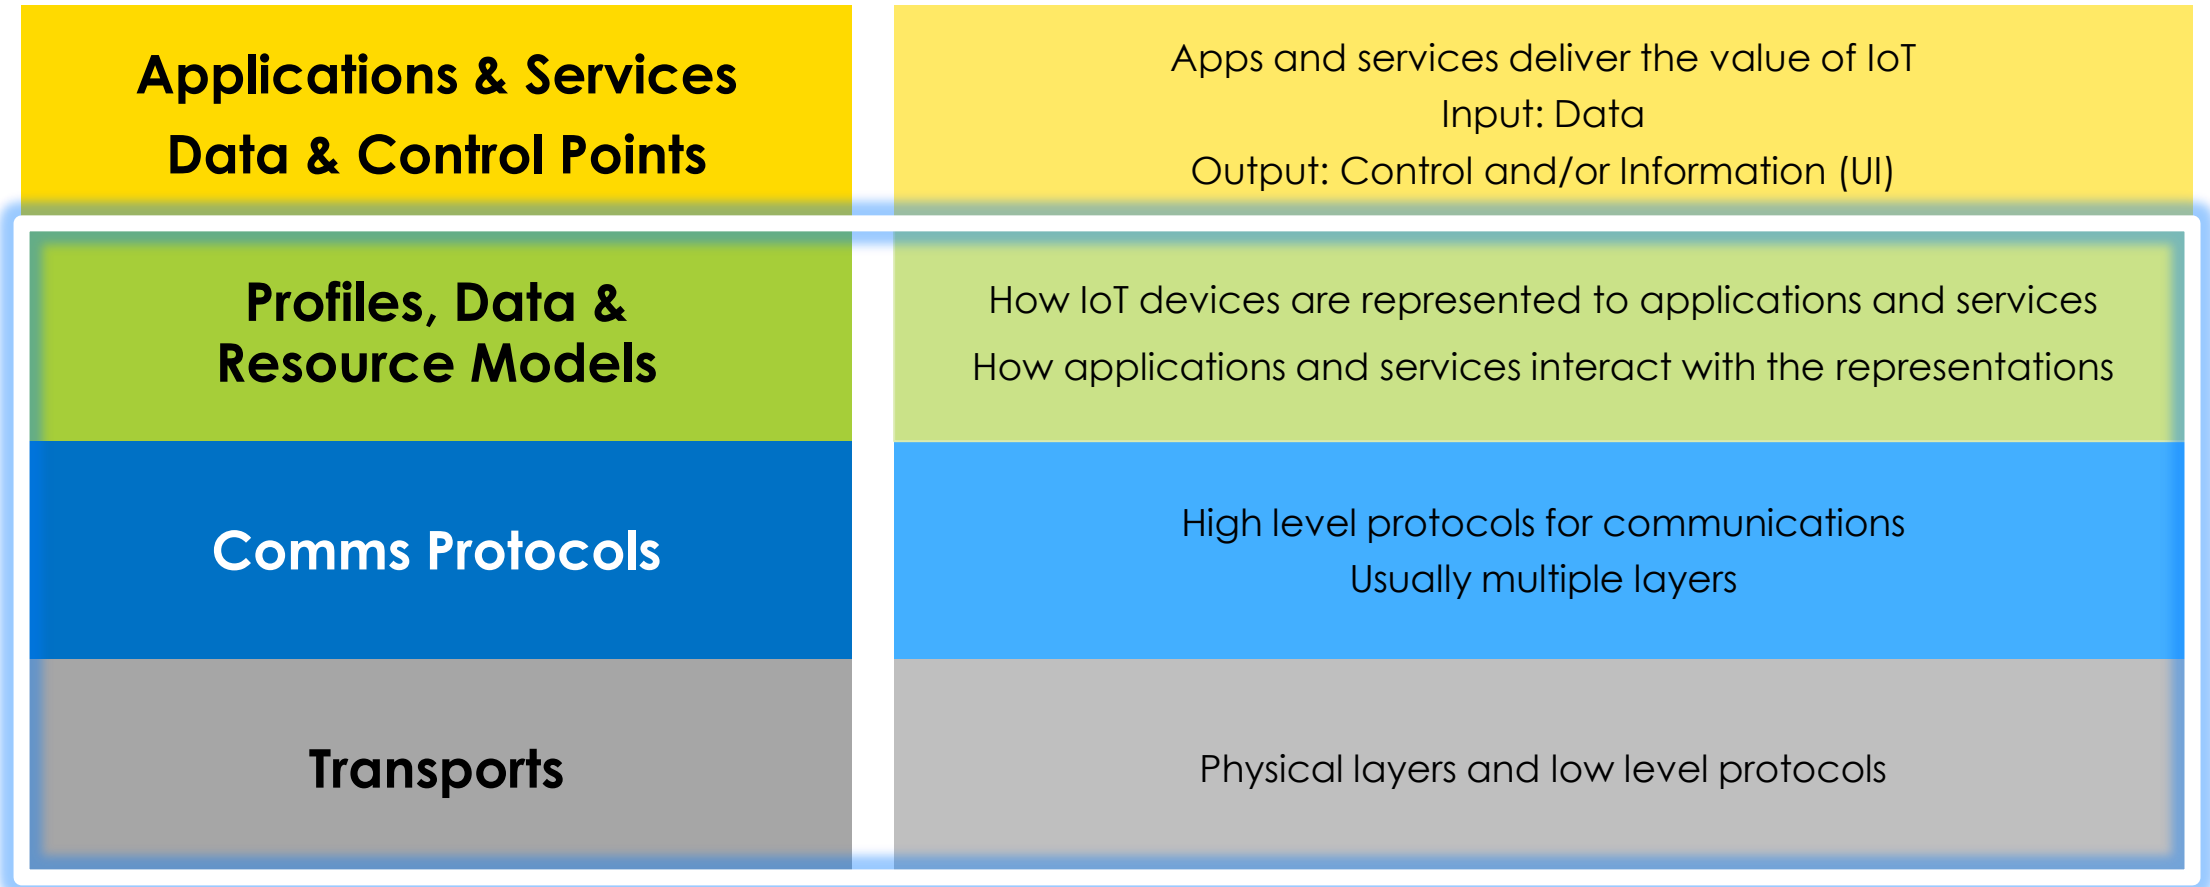 Applications & Services
Data & Control Points
Apps and services deliver the value of IoT
Input: Data
Output: Control and/or Information (UI)
Profiles, Data &
Resource Models
How IoT devices are represented to applications and services
How applications and services interact with the representations
Comms Protocols
High level protocols for communications
Usually multiple layers
Transports
Physical layers and low level protocols